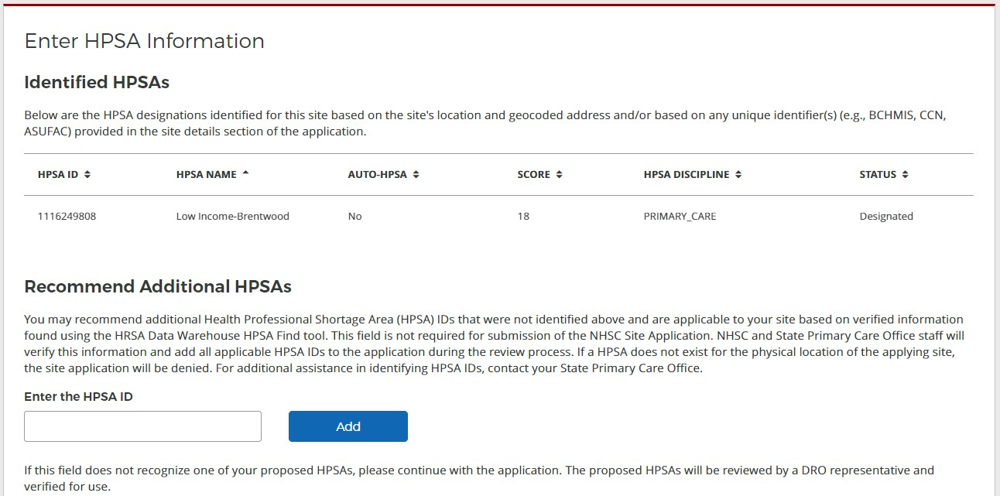 Enter HPSA Information
Identified HPSAs
Below are the HPSA designations identified for this site based on the site's location and geocoded address and/or based on any unique identifier(s) (e.g., BCHMIS, CCN,
ASUFAC) provided in the site details section of the application.
HPSA ID HPSA NAME AUTO-HPSA SCORE HPSA DISCIPLINE STATUS
1116249808 Low Income-Brentwood No 18 PRIMARY_CARE Designated
Recommend Additional HPSAs
You may recommend additional Health Professional Shortage Area (HPSA) IDs that were not identified above and are applicable to your site based on verified information
found using the HRSA Data Warehouse HPSA Find tool. This field is not required for submission of the NHSC Site Application. NHSC and State Primary Care Office staff will
verify this information and add all applicable HPSA IDs to the application during the review process. If a HPSA does not exist for the physical location of the applying site,
the site application will be denied. For additional assistance in identifying HPSA IDs, contact your State Primary Care Office.
Enter the HPSA ID
Add
If this field does not recognize one of your proposed HPSAs, please continue with the application. The proposed HPSAs will be reviewed by a DRO representative and
verified for use.